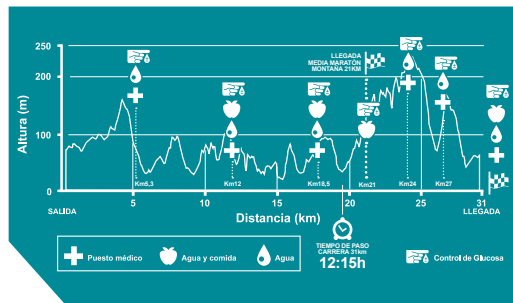 250
200
100
50
0
Altura (m)
LLEGADA
MEDIA MARATÓN
MONTAÑA 21KM
Km5,3
Km12
Km18,5
Km21
Km24
Km27
SALIDA
5
10
15
20
25
31
LLEGADA
Distancia (km)
TIEMPO DE PASO
CARRERA 31km
12:15h
Puesto médico
Agua y comida
Agua
Control de Glucosa